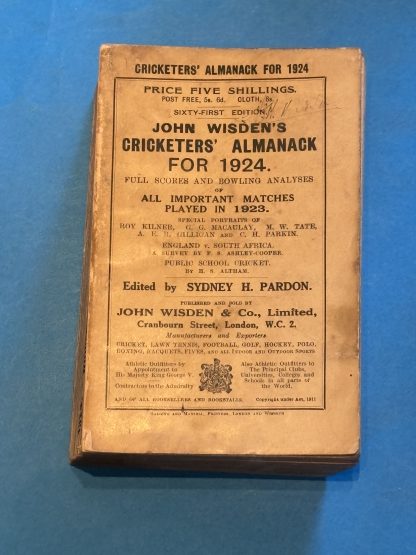 CRICKETERS' ALMANACK FOR 1924
PRICE FIVE SHILLINGS.
POST FREE, 5s. 6d. CLOTH, 8s.
SIXTY-FIRST EDITION
JOHN WISDEN'S
CRICKETERS' ALMANACK
FOR 1924.
FULL SCORES AND BOWLING ANALYSES
OF
ALL IMPORTANT MATCHES
PLAYED IN 1923.
SPECIAL PORTRAITS OF
ROY KILNER, G. G. MACAULAY, M. W. TATE,
A. E. R. GILLIGAN AND C. H. PARKIN.
ENGLAND v. SOUTH AFRICA.
A SURVEY BY F. S. ASHLEY-COOPER.
PUBLIC SCHOOL CRICKET.
BY H. S. ALTHAM.
Edited by SYDNEY H. PARDON.
PUBLISHED AND SOLD BY
JOHN WISDEN & Co., Limited,
Cranbourn Street, London, W.C. 2.
Manufacturers and Exporters
CRICKET, LAWN TENNIS, FOOTBALL, GOLF, HOCKEY, POLO,
BOXING, RACQUETS, FIVES, AND ALL INDOOR AND OUTDOOR SPORTS
Athletic Outfitters by
Appointment to
His Majesty King George V.
Contractors to the Admiralty
Also Athletic Outfitters to
The Principal Clubs,
Universities, Colleges and
Schools in all parts of
the World.
AND OF ALL BOOKSELLERS AND BOOKSTALLS.
Copyright under Act, 1911
PRINTERS, LONDON AND